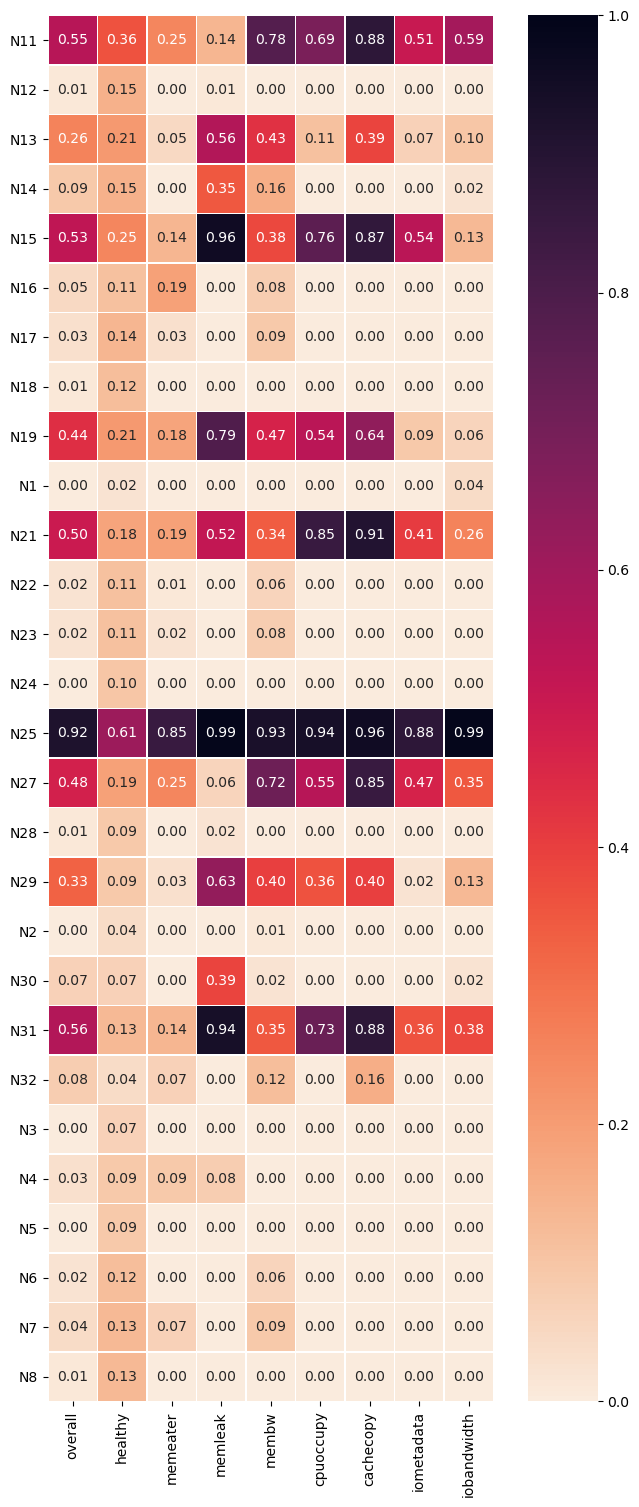 N11 0.55 0.36 0.25 0.14 0.78 0.69 0.88 0.51 0.59
N12 0.01 0.15 0.00 0.01 0.00 0.00 0.00 0.00 0.00
N13 0.26 0.21 0.05 0.56 0.43 0.11 0.39 0.07 0.10
N14 0.09 0.15 0.00 0.35 0.16 0.00 0.00 0.00 0.02
N15 0.53 0.25 0.14 0.96 0.38 0.76 0.87 0.54 0.13
N16 0.05 0.11 0.19 0.00 0.08 0.00 0.00 0.00 0.00
N17 0.03 0.14 0.03 0.00 0.09 0.00 0.00 0.00 0.00
N18 0.01 0.12 0.00 0.00 0.00 0.00 0.00 0.00 0.00
N19 0.44 0.21 0.18 0.79 0.47 0.54 0.64 0.09 0.06
N1 0.00 0.02 0.00 0.00 0.00 0.00 0.00 0.00 0.04
N21 0.50 0.18 0.19 0.52 0.34 0.85 0.91 0.41 0.26
N22 0.02 0.11 0.01 0.00 0.06 0.00 0.00 0.00 0.00
N23 0.02 0.11 0.02 0.00 0.08 0.00 0.00 0.00 0.00
N24 0.00 0.10 0.00 0.00 0.00 0.00 0.00 0.00 0.00
N25 0.92 0.61 0.85 0.99 0.93 0.94 0.96 0.88 0.99
N27 0.48 0.19 0.25 0.06 0.72 0.55 0.85 0.47 0.35
N28 0.01 0.09 0.00 0.02 0.00 0.00 0.00 0.00 0.00
N29 0.33 0.09 0.03 0.63 0.40 0.36 0.40 0.02 0.13
N2 0.00 0.04 0.00 0.00 0.01 0.00 0.00 0.00 0.00
N30 0.07 0.07 0.00 0.39 0.02 0.00 0.00 0.00 0.02
N31 0.56 0.13 0.14 0.94 0.35 0.73 0.88 0.36 0.38
N32 0.08 0.04 0.07 0.00 0.12 0.00 0.16 0.00 0.00
N3 0.00 0.07 0.00 0.00 0.00 0.00 0.00 0.00 0.00
N4 0.03 0.09 0.09 0.08 0.00 0.00 0.00 0.00 0.00
N5 0.00 0.09 0.00 0.00 0.00 0.00 0.00 0.00 0.00
N6 0.02 0.12 0.00 0.00 0.06 0.00 0.00 0.00 0.00
N7 0.04 0.13 0.07 0.00 0.09 0.00 0.00 0.00 0.00
N8 0.01 0.13 0.00 0.00 0.00 0.00 0.00 0.00 0.00
overall healthy memeater memleak membw cpuoccupy cachecopy iometadata iobandwidth
1.0
0.8
0.6
0.4
0.2
0.0